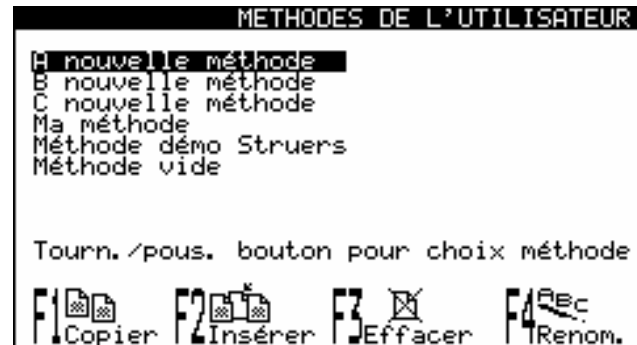 METHODES DE L'UTILISATEUR
A nouvelle méthode
B nouvelle méthode
C nouvelle méthode
Ma méthode
Méthode démo Struers
Méthode vide
Tourn./pous. bouton pour choix méthode
F1 Copier F2 Insérer F3 Effacer F4 ABC Renom.